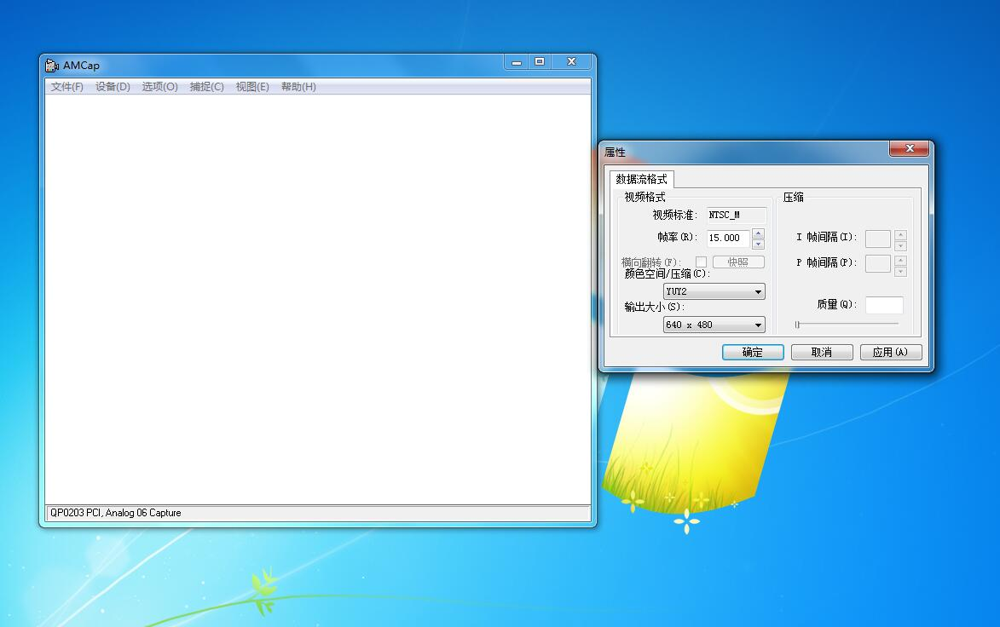 AMCap
文件(F) 设备(D) 选项(O) 捕捉(C) 视图(E) 帮助(H)
QP0203 PCI, Analog 06 Capture
属性
数据流格式
视频格式
视频标准: NTSC_M
帧率(R): 15.000
横向翻转(F): 快照
颜色空间/压缩(C):
YUY2
输出大小(S):
640 x 480
压缩
I 帧间隔(I):
P 帧间隔(P):
质量(Q):
确定 取消 应用(A)